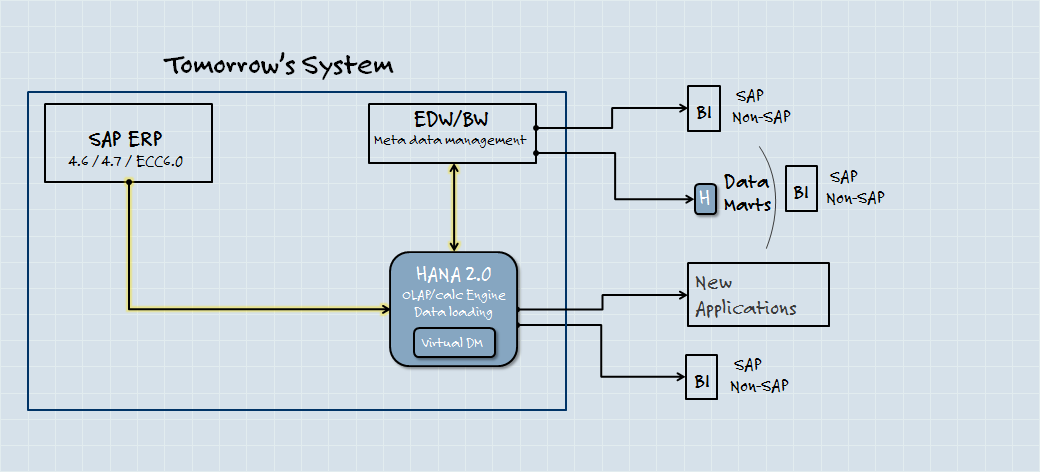 Tomorrow's System
SAP ERP
4.6 / 4.7 / ECC6.0
EDW/BW
Meta data management
HANA 2.0
OLAP/calc Engine
Data loading
Virtual DM
BI
SAP
Non-SAP
H
Data
Marts
BI
SAP
Non-SAP
New
Applications
BI
SAP
Non-SAP